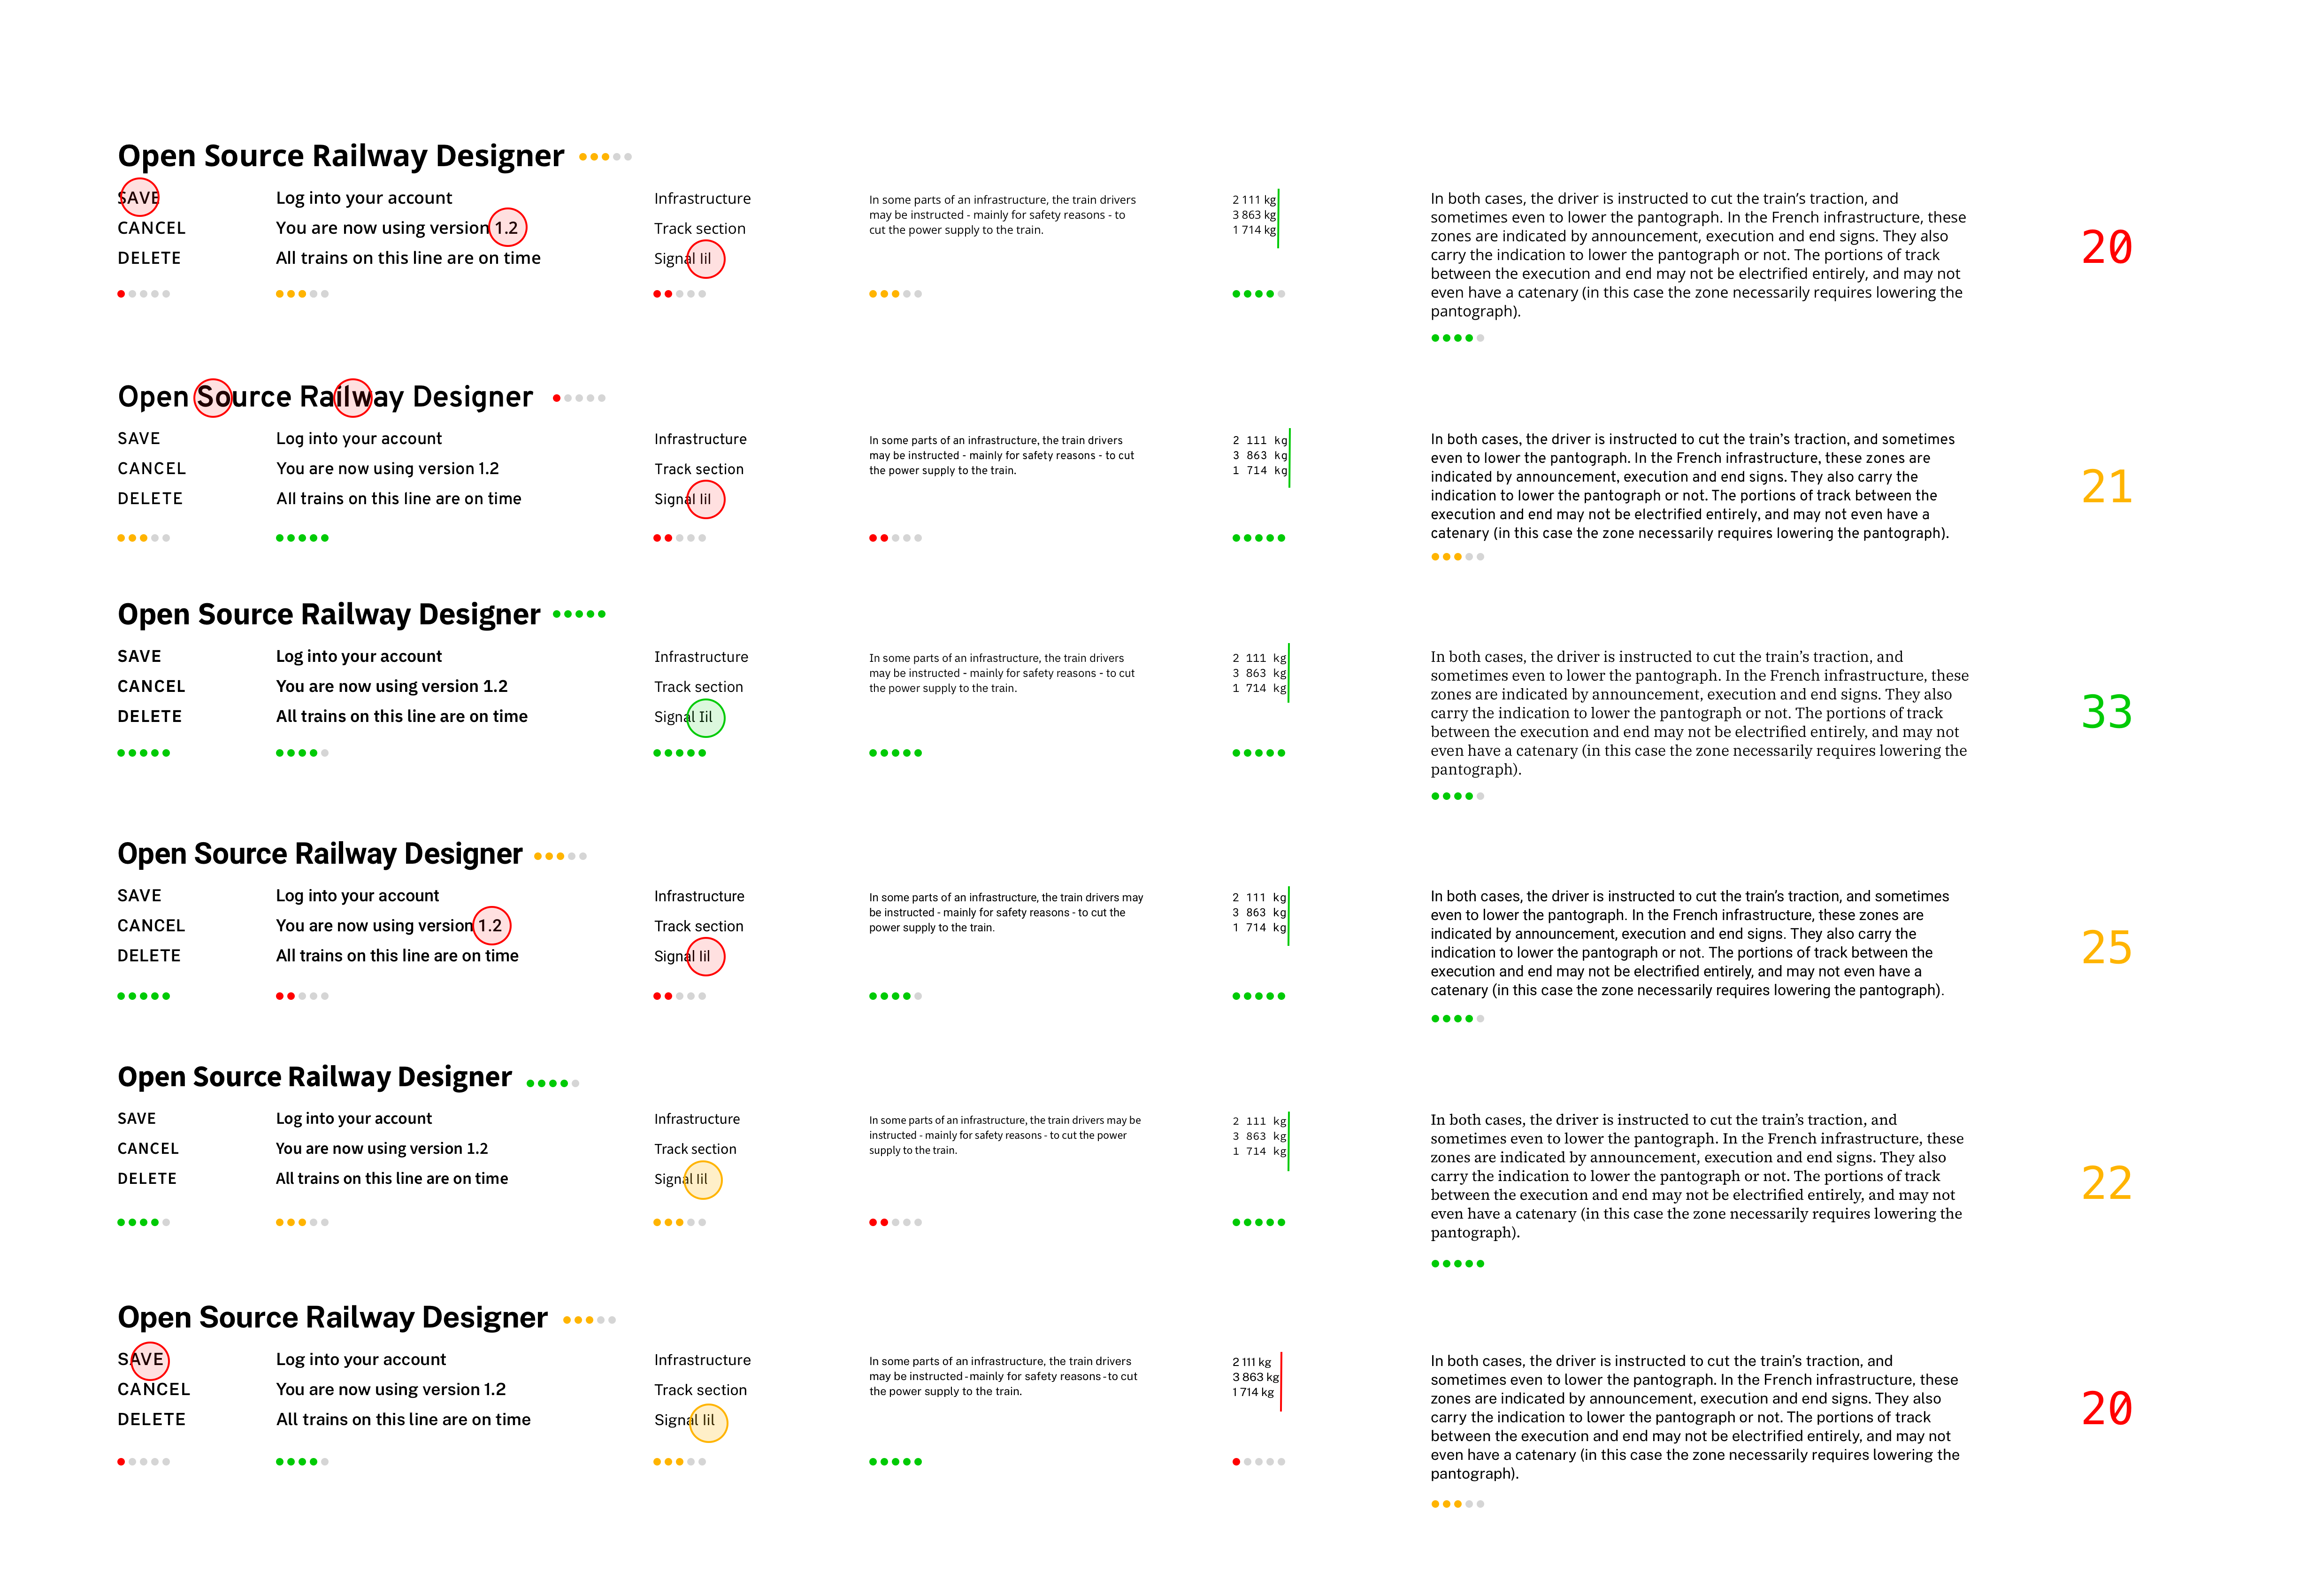 Open Source Railway Designer
SAVE
CANCEL
DELETE
Log into your account
You are now using version 1.2
All trains on this line are on time
Infrastructure
Track section
Signal Iil
In some parts of an infrastructure, the train drivers
may be instructed - mainly for safety reasons - to
cut the power supply to the train.
2 111 kg
3 863 kg
1 714 kg
In both cases, the driver is instructed to cut the train’s traction, and
sometimes even to lower the pantograph. In the French infrastructure, these
zones are indicated by announcement, execution and end signs. They also
carry the indication to lower the pantograph or not. The portions of track
between the execution and end may not be electrified entirely, and may not
even have a catenary (in this case the zone necessarily requires lowering the
pantograph).
20
Open Source Railway Designer
SAVE
CANCEL
DELETE
Log into your account
You are now using version 1.2
All trains on this line are on time
Infrastructure
Track section
Signal Iil
In some parts of an infrastructure, the train drivers
may be instructed - mainly for safety reasons - to cut
the power supply to the train.
2 111 kg
3 863 kg
1 714 kg
In both cases, the driver is instructed to cut the train’s traction, and sometimes
even to lower the pantograph. In the French infrastructure, these zones are
indicated by announcement, execution and end signs. They also carry the
indication to lower the pantograph or not. The portions of track between the
execution and end may not be electrified entirely, and may not even have a
catenary (in this case the zone necessarily requires lowering the pantograph).
21
Open Source Railway Designer
SAVE
CANCEL
DELETE
Log into your account
You are now using version 1.2
All trains on this line are on time
Infrastructure
Track section
Signal Iil
In some parts of an infrastructure, the train drivers
may be instructed - mainly for safety reasons - to cut
the power supply to the train.
2 111 kg
3 863 kg
1 714 kg
In both cases, the driver is instructed to cut the train’s traction, and
sometimes even to lower the pantograph. In the French infrastructure, these
zones are indicated by announcement, execution and end signs. They also
carry the indication to lower the pantograph or not. The portions of track
between the execution and end may not be electrified entirely, and may not
even have a catenary (in this case the zone necessarily requires lowering the
pantograph).
33
Open Source Railway Designer
SAVE
CANCEL
DELETE
Log into your account
You are now using version 1.2
All trains on this line are on time
Infrastructure
Track section
Signal Iil
In some parts of an infrastructure, the train drivers may
be instructed - mainly for safety reasons - to cut the
power supply to the train.
2 111 kg
3 863 kg
1 714 kg
In both cases, the driver is instructed to cut the train’s traction, and sometimes
even to lower the pantograph. In the French infrastructure, these zones are
indicated by announcement, execution and end signs. They also carry the
indication to lower the pantograph or not. The portions of track between the
execution and end may not be electrified entirely, and may not even have a
catenary (in this case the zone necessarily requires lowering the pantograph).
25
Open Source Railway Designer
SAVE
CANCEL
DELETE
Log into your account
You are now using version 1.2
All trains on this line are on time
Infrastructure
Track section
Signal Iil
In some parts of an infrastructure, the train drivers may be
instructed - mainly for safety reasons - to cut the power
supply to the train.
2 111 kg
3 863 kg
1 714 kg
In both cases, the driver is instructed to cut the train’s traction, and
sometimes even to lower the pantograph. In the French infrastructure, these
zones are indicated by announcement, execution and end signs. They also
carry the indication to lower the pantograph or not. The portions of track
between the execution and end may not be electrified entirely, and may not
even have a catenary (in this case the zone necessarily requires lowering the
pantograph).
22
Open Source Railway Designer
SAVE
CANCEL
DELETE
Log into your account
You are now using version 1.2
All trains on this line are on time
Infrastructure
Track section
Signal Iil
In some parts of an infrastructure, the train drivers
may be instructed - mainly for safety reasons - to cut
the power supply to the train.
2 111 kg
3 863 kg
1 714 kg
In both cases, the driver is instructed to cut the train’s traction, and
sometimes even to lower the pantograph. In the French infrastructure, these
zones are indicated by announcement, execution and end signs. They also
carry the indication to lower the pantograph or not. The portions of track
between the execution and end may not be electrified entirely, and may not
even have a catenary (in this case the zone necessarily requires lowering the
pantograph).
20